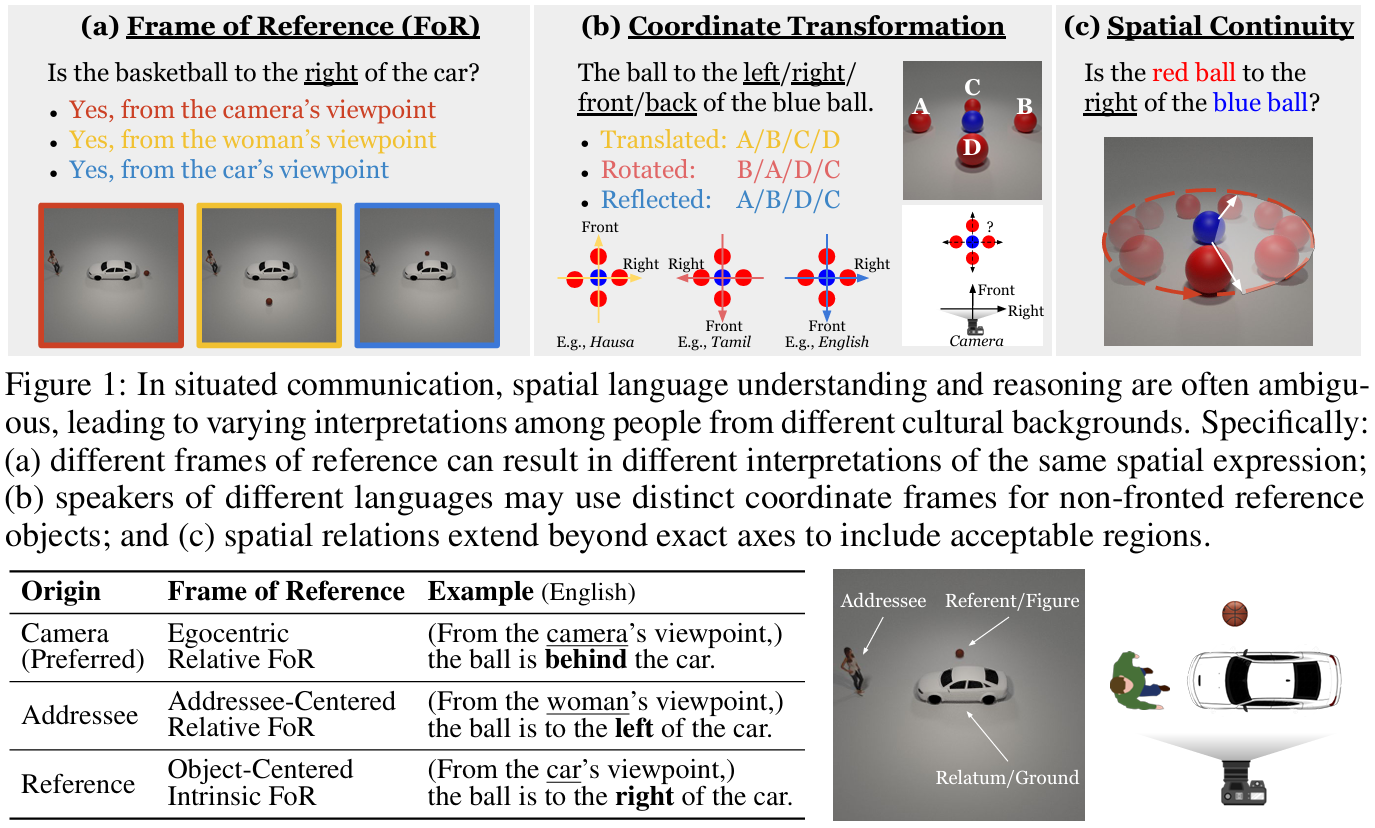 (a) Frame of Reference (FoR)
Is the basketball to the right of the car?
• Yes, from the camera's viewpoint
• Yes, from the woman's viewpoint
• Yes, from the car's viewpoint
(b) Coordinate Transformation
The ball to the left/right/
front/back of the blue ball.
• Translated: A/B/C/D
• Rotated: B/A/D/C
• Reflected: A/B/D/C
Front
Right
E.g., Hausa
Right
Front
E.g., Tamil
Right
Front
E.g., English
C
A
B
D
?
Front
Right
Camera
(c) Spatial Continuity
Is the red ball to the
right of the blue ball?
Figure 1: In situated communication, spatial language understanding and reasoning are often ambigu-
ous, leading to varying interpretations among people from different cultural backgrounds. Specifically:
(a) different frames of reference can result in different interpretations of the same spatial expression;
(b) speakers of different languages may use distinct coordinate frames for non-fronted reference
objects; and (c) spatial relations extend beyond exact axes to include acceptable regions.
Origin Frame of Reference Example (English)
Camera Egocentric (From the camera's viewpoint,)
(Preferred) Relative FoR the ball is behind the car.
Addressee Addressee-Centered (From the woman's viewpoint,)
Relative FoR the ball is to the left of the car.
Reference Object-Centered (From the car's viewpoint,)
Intrinsic FoR the ball is to the right of the car.
Addressee Referent/Figure
Relatum/Ground